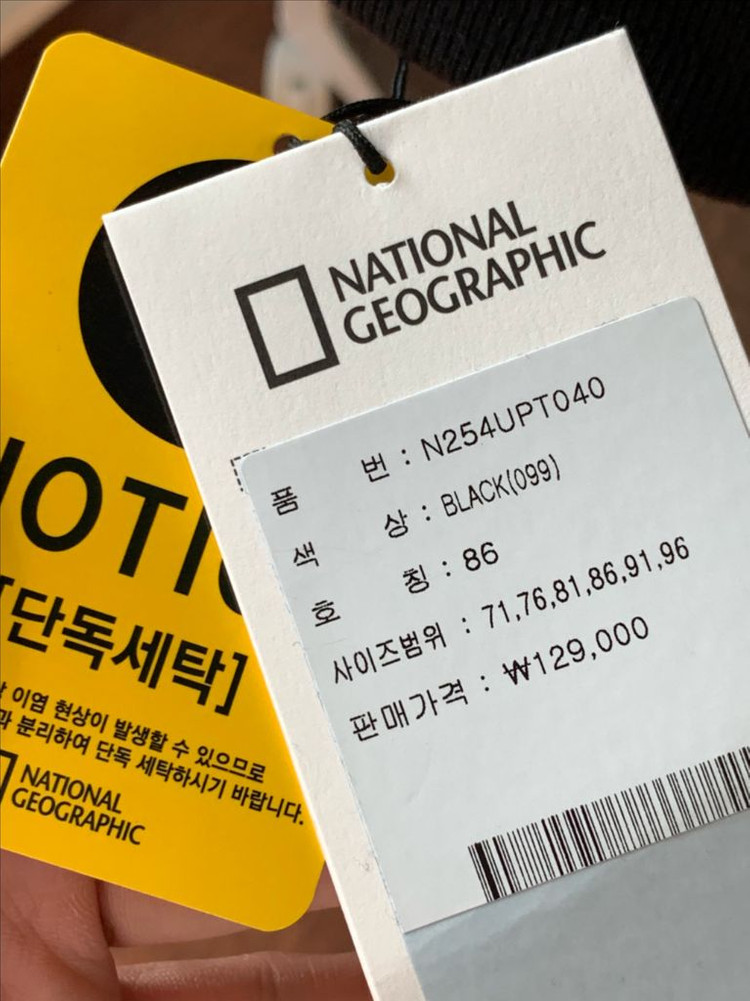 NATIONAL
GEOGRAPHIC
품 번 : N254UPT040
색 상 : BLACK(099)
호 칭 : 86
사이즈범위 : 71,76,81,86,91,96
판매가격 : ₩129,000
[단독세탁]
이염 현상이 발생할 수 있으므로
분리하여 단독 세탁하시기 바랍니다.
NATIONAL
GEOGRAPHIC